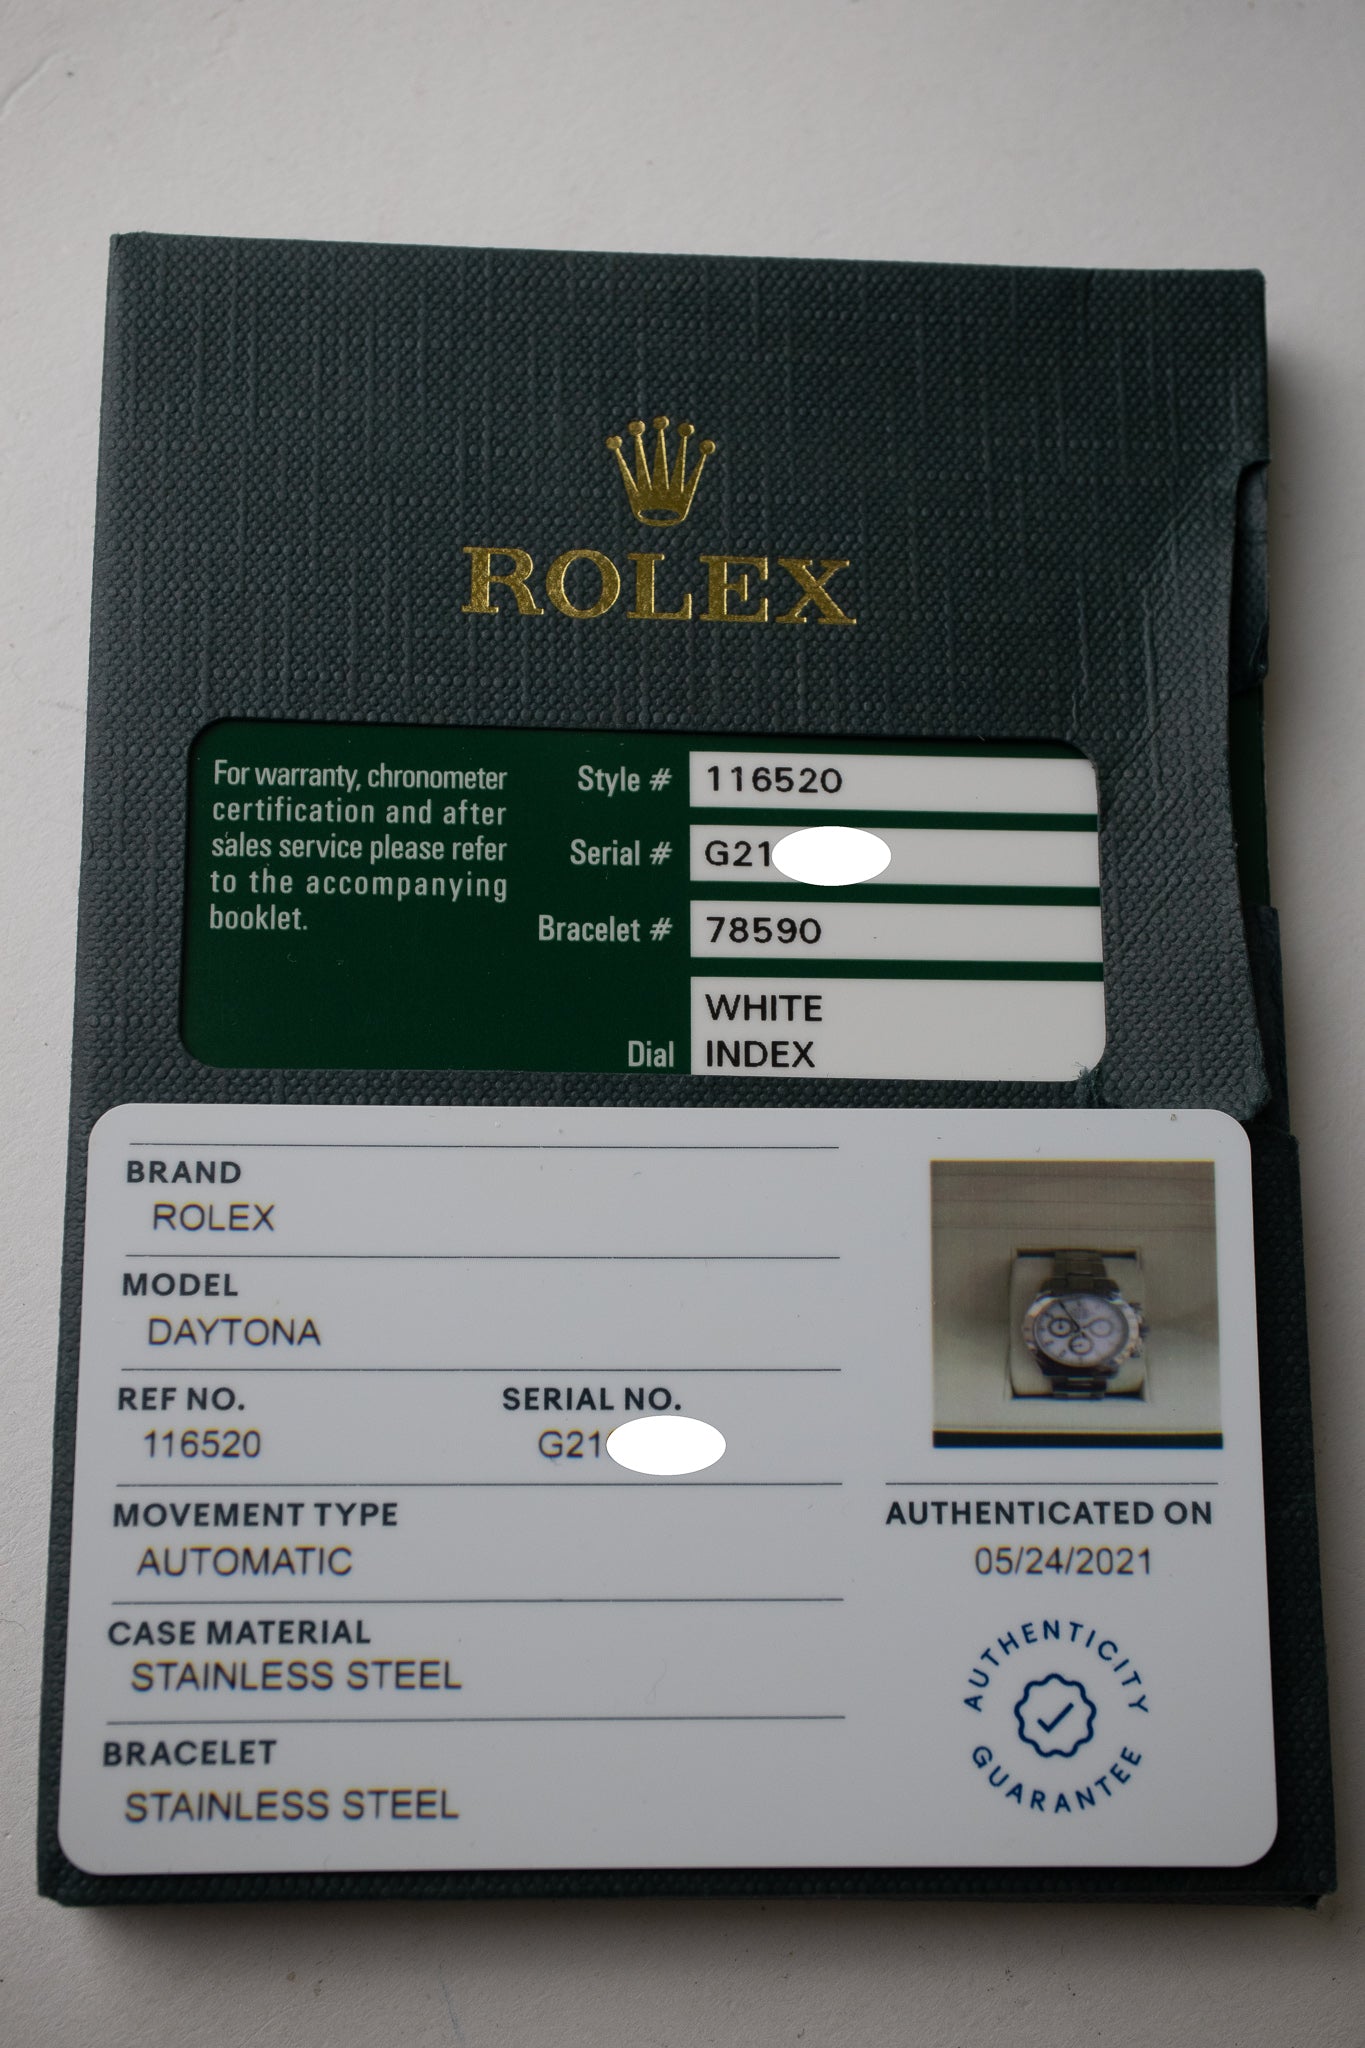 ROLEX
For warranty, chronometer
certification and after
sales service please refer
to the accompanying
booklet.
Style # 116520
Serial # G21
Bracelet # 78590
Dial WHITE
INDEX
BRAND
ROLEX
MODEL
DAYTONA
REF NO. SERIAL NO.
116520 G21
MOVEMENT TYPE
AUTOMATIC
CASE MATERIAL
STAINLESS STEEL
BRACELET
STAINLESS STEEL
AUTHENTICATED ON
05/24/2021
AUTHENTICITY
GUARANTEE